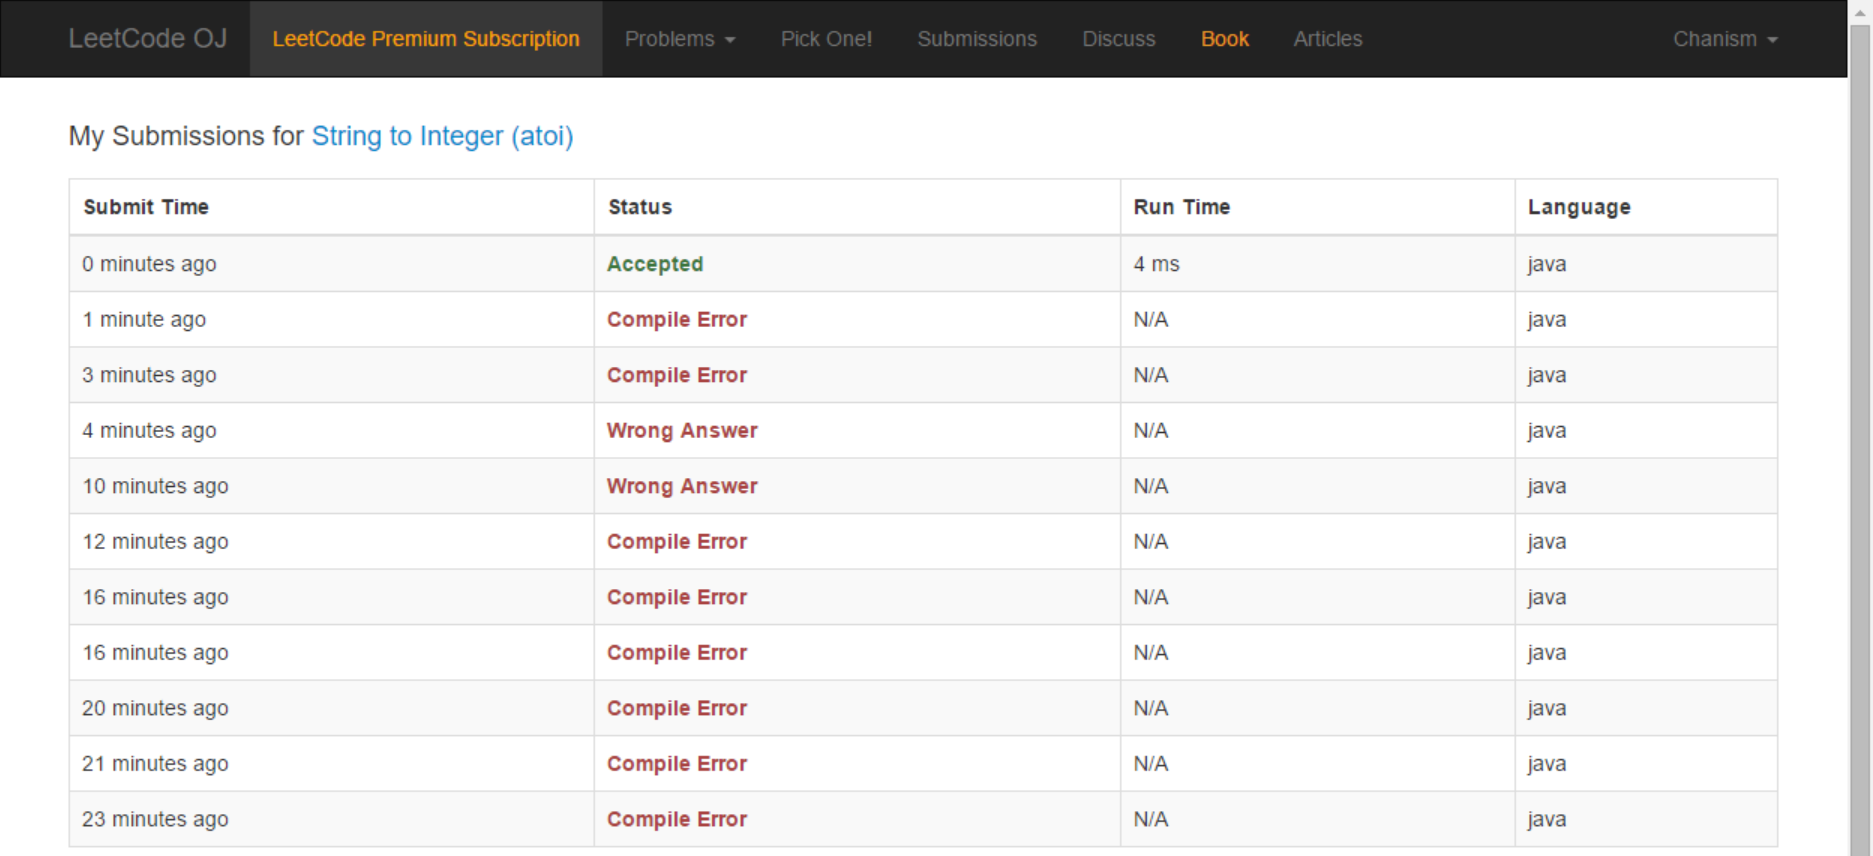 LeetCode OJ LeetCode Premium Subscription Problems Pick One! Submissions Discuss Book Articles Chanism
My Submissions for String to Integer (atoi)
Submit Time Status Run Time Language
0 minutes ago Accepted 4 ms java
1 minute ago Compile Error N/A java
3 minutes ago Compile Error N/A java
4 minutes ago Wrong Answer N/A java
10 minutes ago Wrong Answer N/A java
12 minutes ago Compile Error N/A java
16 minutes ago Compile Error N/A java
16 minutes ago Compile Error N/A java
20 minutes ago Compile Error N/A java
21 minutes ago Compile Error N/A java
23 minutes ago Compile Error N/A java